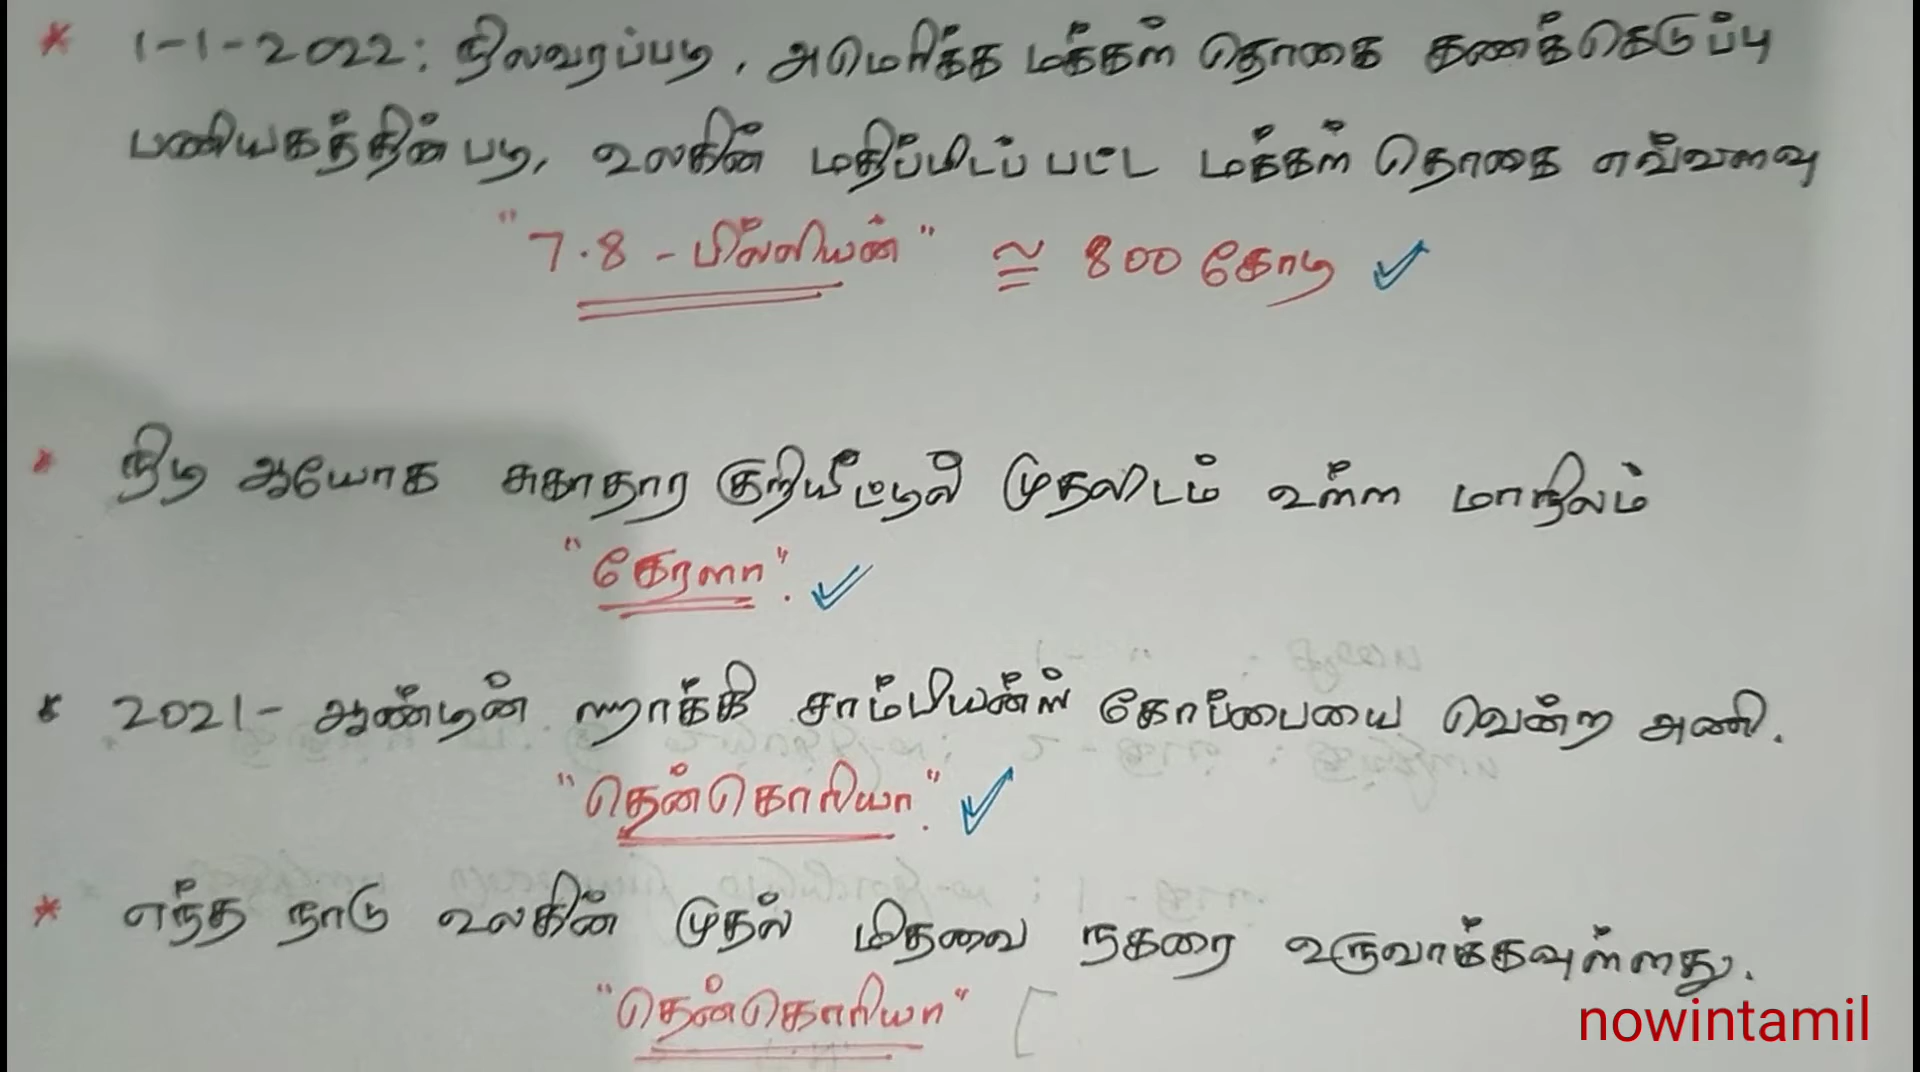 * 1-1-2022: நிலவரப்படி, அமெரிக்க மக்கள் தொகை கணக்கெடுப்பு
பணியகத்தின்படி, உலகின் மதிப்பிடப்பட்ட மக்கள் தொகை எவ்வளவு
"7.8 - பில்லியன்" ≅ 800 கோடி ✓
* நிடி ஆயோக சுகாதார குறியீட்டில் முதலிடம் உள்ள மாநிலம்
"கேரளா". ✓
* 2021- ஆண்டின் ஹாக்கி சாம்பியன்ஸ் கோப்பையை வென்ற அணி.
"தென்கொரியா". ✓
* எந்த நாடு உலகின் முதல் மிதவை நகரை உருவாக்கவுள்ளது.
"தென்கொரியா" [
nowintamil